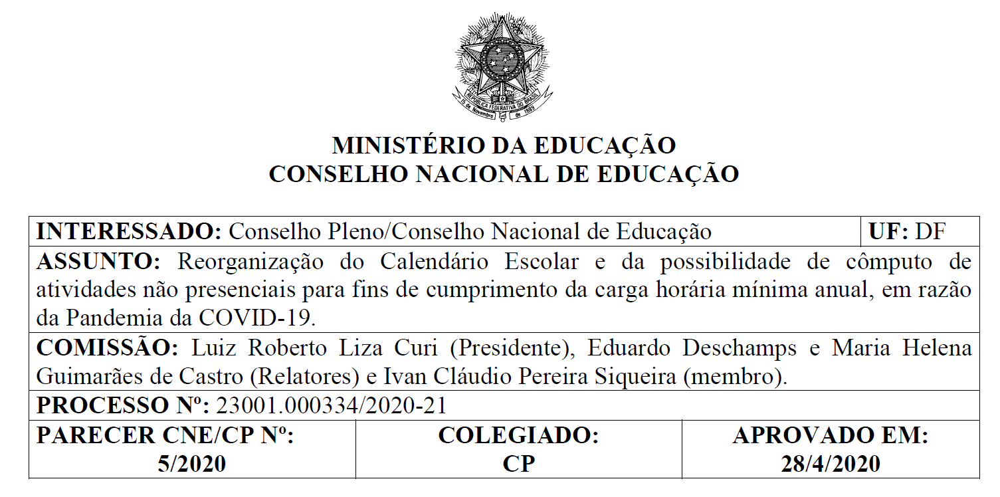 REPÚBLICA FEDERATIVA DO BRASIL
15 de Novembro de 1889
MINISTÉRIO DA EDUCAÇÃO
CONSELHO NACIONAL DE EDUCAÇÃO
INTERESSADO: Conselho Pleno/Conselho Nacional de Educação UF: DF
ASSUNTO: Reorganização do Calendário Escolar e da possibilidade de cômputo de
atividades não presenciais para fins de cumprimento da carga horária mínima anual, em razão
da Pandemia da COVID-19.
COMISSÃO: Luiz Roberto Liza Curi (Presidente), Eduardo Deschamps e Maria Helena
Guimarães de Castro (Relatores) e Ivan Cláudio Pereira Siqueira (membro).
PROCESSO Nº: 23001.000334/2020-21
PARECER CNE/CP Nº:
5/2020
COLEGIADO:
CP
APROVADO EM:
28/4/2020